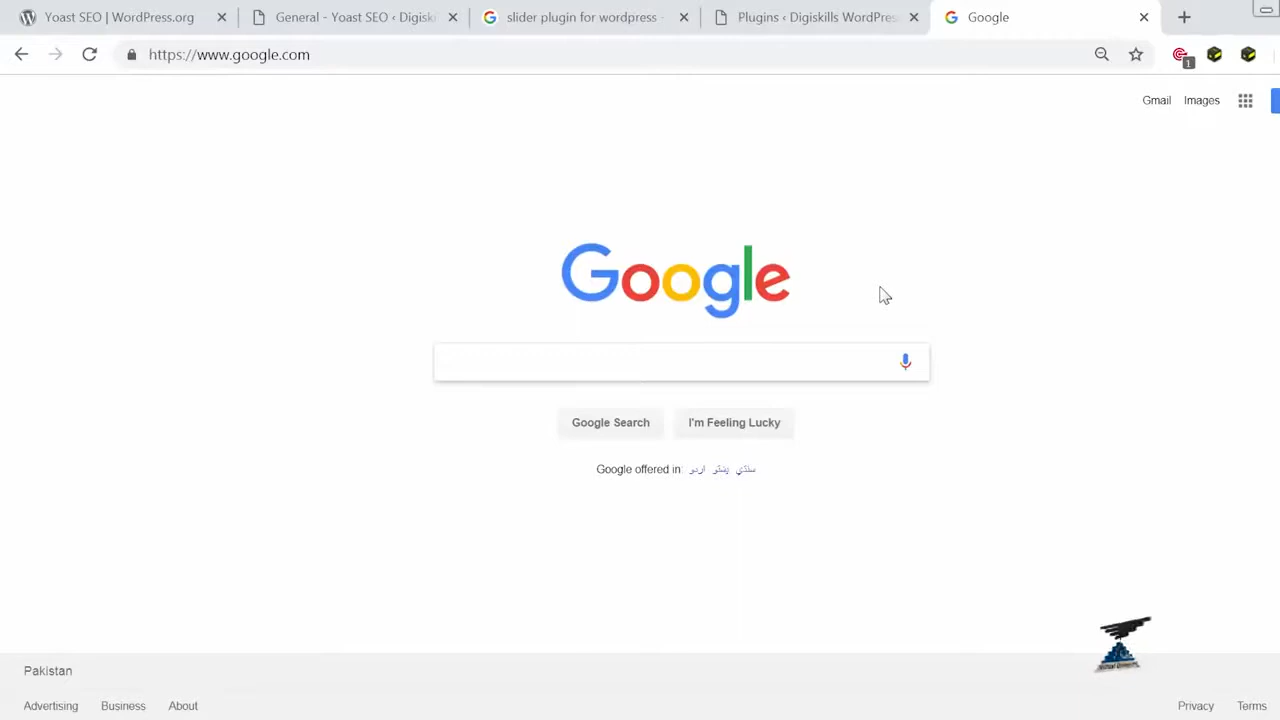 Yoast SEO | WordPress.org
General - Yoast SEO ‹ Digiski
slider plugin for wordpress -
Plugins ‹ Digiskills WordPres
Google
https://www.google.com
1
Gmail Images
Google
Google Search I'm Feeling Lucky
Google offered in: اردو پښتو سنڌي
Pakistan
Advertising Business About Privacy Terms